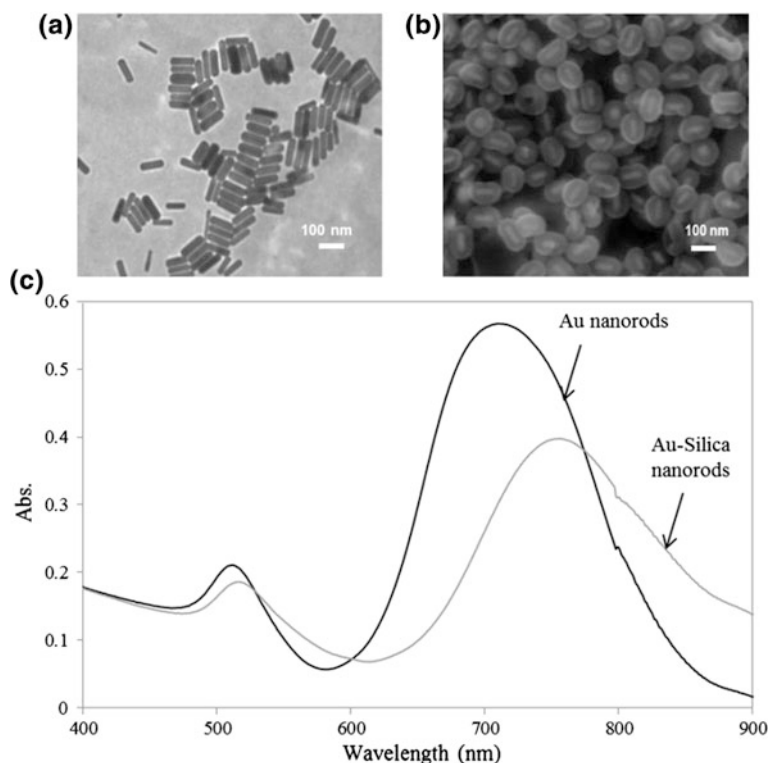 (a)
(b)
100 nm
100 nm
(c)
0.6
Au nanorods
0.5
0.4
Au-Silica
nanorods
Abs.
0.3
0.2
0.1
0
400 500 600 700 800 900
Wavelength (nm)